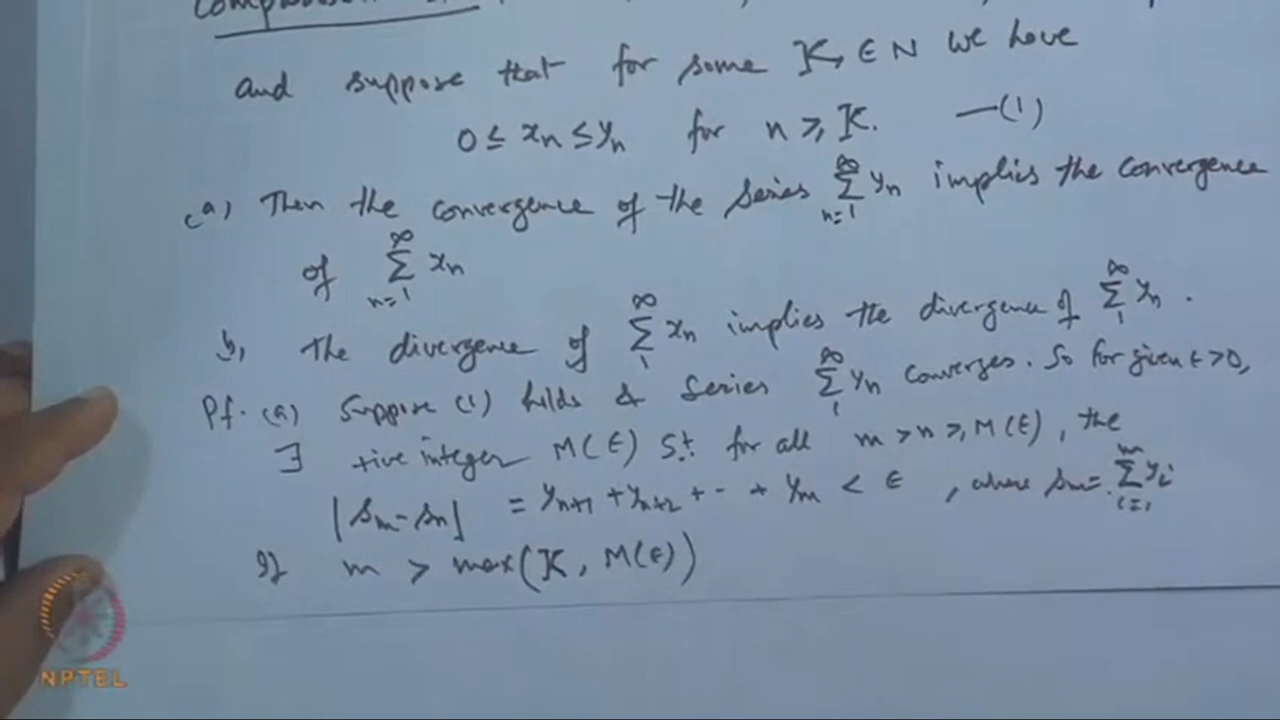 and suppose that for some K ∈ N we have
0 ≤ xn ≤ yn for n ≥ K. —(1)
(a) Then the convergence of the series ∞ Σ n=1 yn implies the convergence
of ∞ Σ n=1 xn
b, The divergence of ∞ Σ 1 xn implies the divergence of ∞ Σ 1 yn .
Pf. (a) Suppose (1) holds & series ∞ Σ 1 yn converges. So for given ε>0,
∃ +ive integer M(ε) s.t for all m > n ≥ M(ε), the
|sm - sn| = yn+1 + yn+2 + - - + ym < ε , where sm = m Σ i=1 yi
If m > max(K, M(ε))
NPTEL